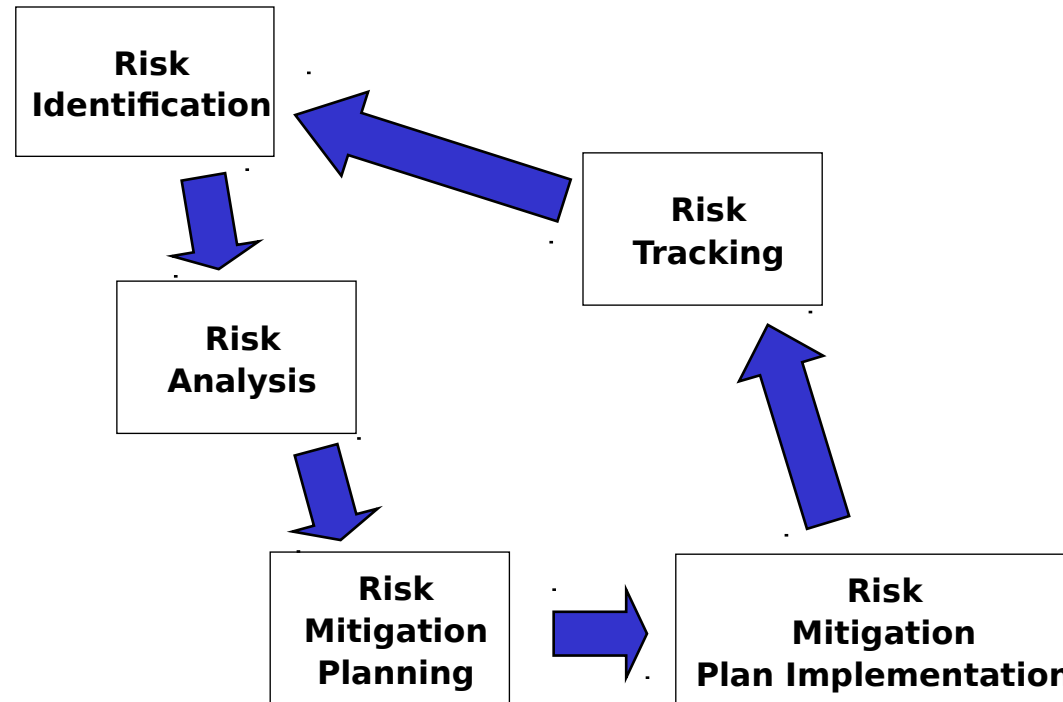 Risk
Identification
Risk
Tracking
Risk
Analysis
Risk
Mitigation
Planning
Risk
Mitigation
Plan Implementation